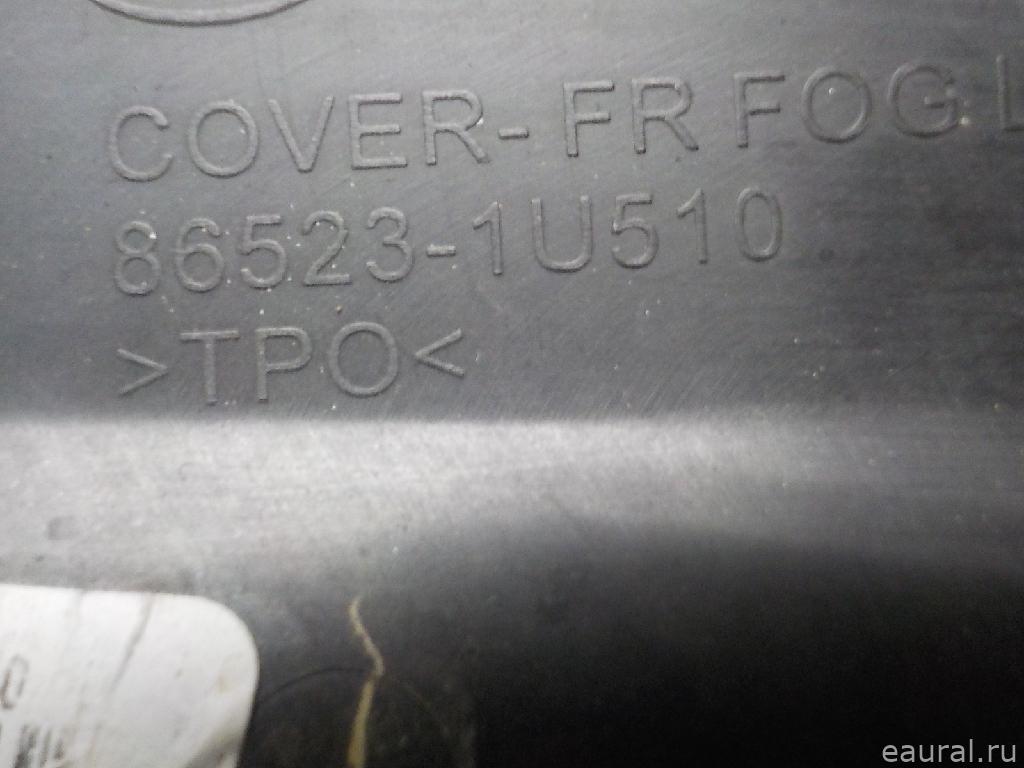 COVER-FR FOG L
86523-1U510
>TPO<
eaural.ru